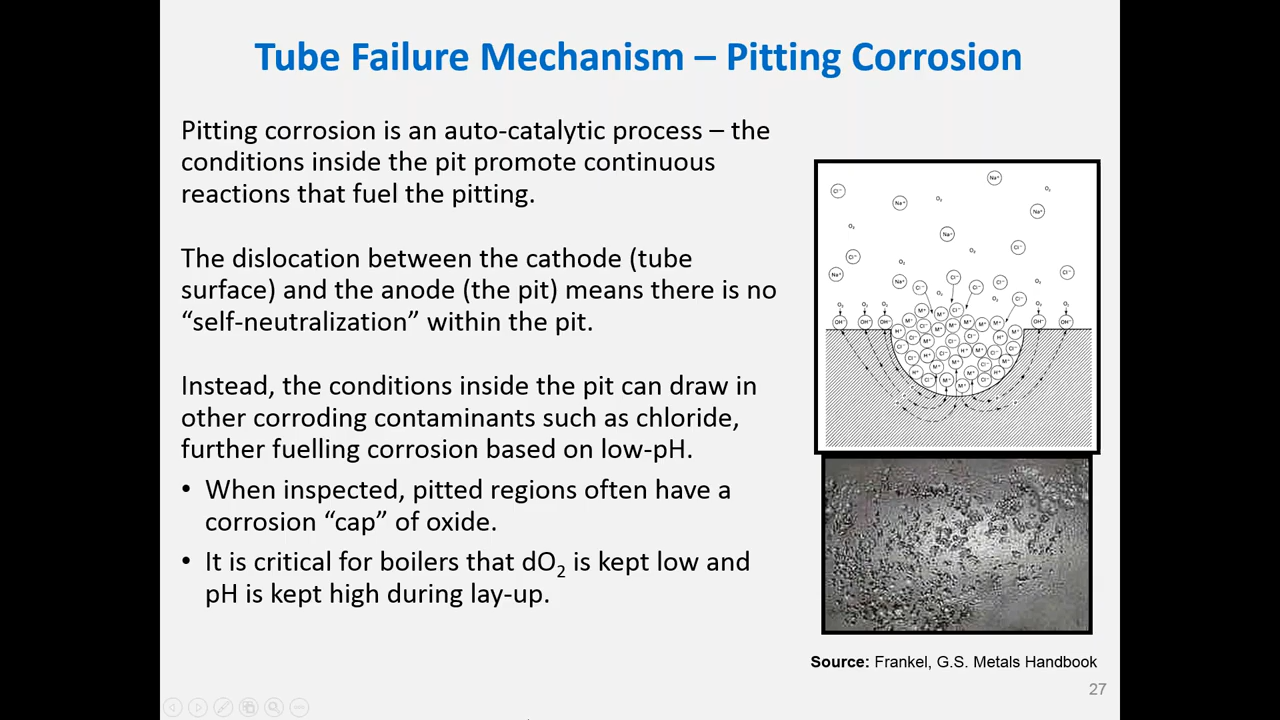 Tube Failure Mechanism – Pitting Corrosion
Pitting corrosion is an auto-catalytic process – the
conditions inside the pit promote continuous
reactions that fuel the pitting.
The dislocation between the cathode (tube
surface) and the anode (the pit) means there is no
“self-neutralization” within the pit.
Instead, the conditions inside the pit can draw in
other corroding contaminants such as chloride,
further fuelling corrosion based on low-pH.
• When inspected, pitted regions often have a
corrosion “cap” of oxide.
• It is critical for boilers that dO₂ is kept low and
pH is kept high during lay-up.
Source: Frankel, G.S. Metals Handbook
27